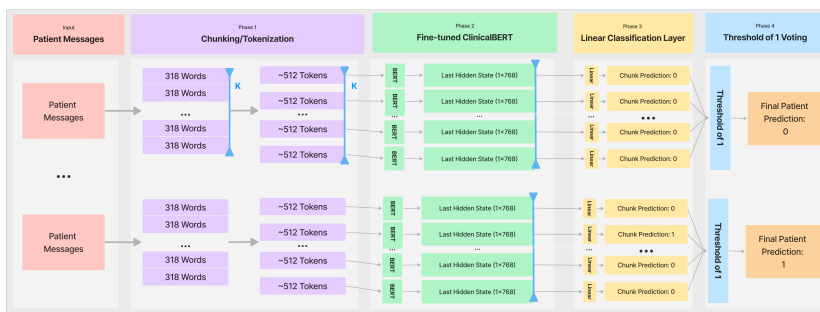 Input
Patient Messages
Phase 1
Chunking/Tokenization
Phase 2
Fine-tuned ClinicalBERT
Phase 3
Linear Classification Layer
Phase 4
Threshold of 1 Voting
Patient
Messages
318 Words
318 Words
...
318 Words
318 Words
K
~512 Tokens
~512 Tokens
...
~512 Tokens
~512 Tokens
K
BERT
BERT
...
BERT
BERT
Last Hidden State (1×768)
Last Hidden State (1×768)
...
Last Hidden State (1×768)
Last Hidden State (1×768)
Linear
Linear
...
Linear
Linear
Chunk Prediction: 0
Chunk Prediction: 0
...
Chunk Prediction: 0
Chunk Prediction: 0
Threshold of 1
Final Patient
Prediction:
0
...
Patient
Messages
318 Words
318 Words
...
318 Words
318 Words
~512 Tokens
~512 Tokens
...
~512 Tokens
~512 Tokens
BERT
BERT
...
BERT
BERT
Last Hidden State (1×768)
Last Hidden State (1×768)
...
Last Hidden State (1×768)
Last Hidden State (1×768)
Linear
Linear
...
Linear
Linear
Chunk Prediction: 0
Chunk Prediction: 1
...
Chunk Prediction: 0
Chunk Prediction: 0
Threshold of 1
Final Patient
Prediction:
1